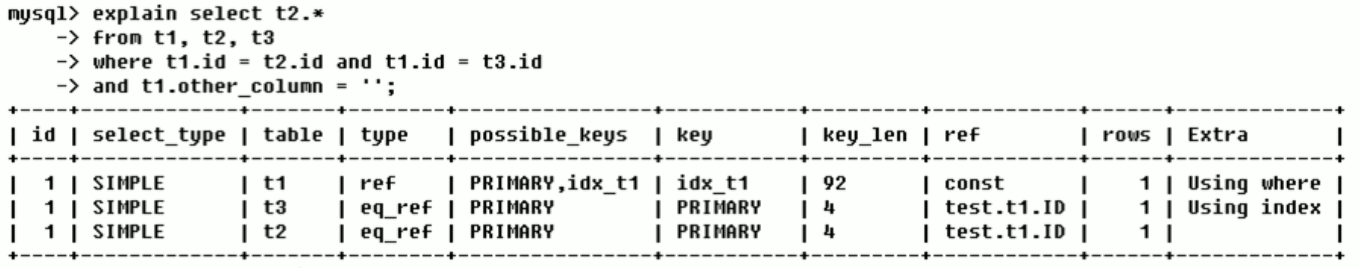 mysql> explain select t2.*
    -> from t1, t2, t3
    -> where t1.id = t2.id and t1.id = t3.id
    -> and t1.other_column = '';
+----+-------------+-------+--------+----------------+---------+---------+------------+------+-------------+
| id | select_type | table | type   | possible_keys  | key     | key_len | ref        | rows | Extra       |
+----+-------------+-------+--------+----------------+---------+---------+------------+------+-------------+
|  1 | SIMPLE      | t1    | ref    | PRIMARY,idx_t1 | idx_t1  | 92      | const      |    1 | Using where |
|  1 | SIMPLE      | t3    | eq_ref | PRIMARY        | PRIMARY | 4       | test.t1.ID |    1 | Using index |
|  1 | SIMPLE      | t2    | eq_ref | PRIMARY        | PRIMARY | 4       | test.t1.ID |    1 |             |
+----+-------------+-------+--------+----------------+---------+---------+------------+------+-------------+